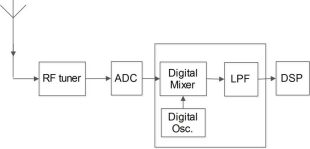 RF tuner
ADC
Digital
Mixer
LPF
DSP
Digital
Osc.